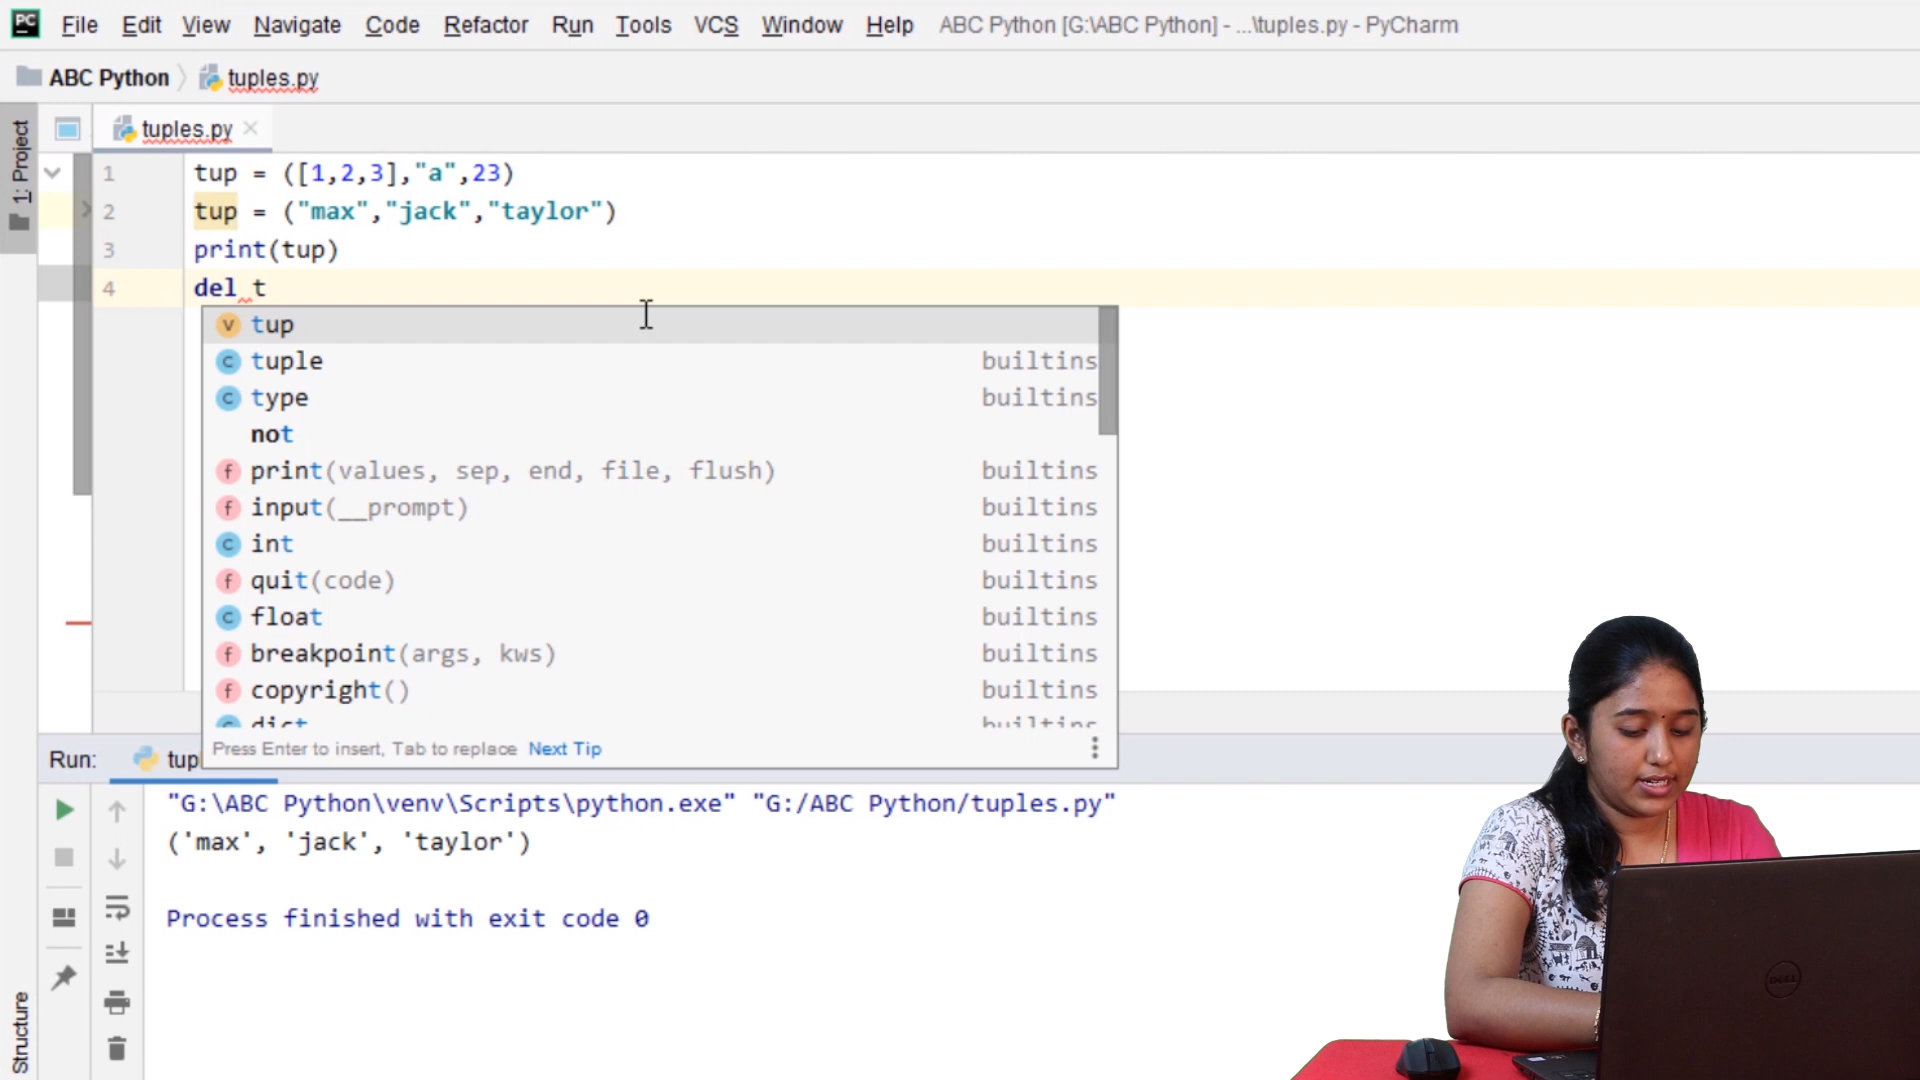 PC File Edit View Navigate Code Refactor Run Tools VCS Window Help ABC Python [G:\ABC Python] - ...\tuples.py - PyCharm
ABC Python tuples.py
1: Project
tuples.py
1 tup = ([1,2,3],"a",23)
2 tup = ("max","jack","taylor")
3 print(tup)
4 del t
v tup
c tuple builtins
c type builtins
not
f print(values, sep, end, file, flush) builtins
f input(__prompt) builtins
c int builtins
f quit(code) builtins
c float builtins
f breakpoint(args, kws) builtins
f copyright() builtins
c dict builtins
Press Enter to insert, Tab to replace Next Tip
Run: tup
"G:\ABC Python\venv\Scripts\python.exe" "G:/ABC Python/tuples.py"
('max', 'jack', 'taylor')
Process finished with exit code 0
Structure
DELL